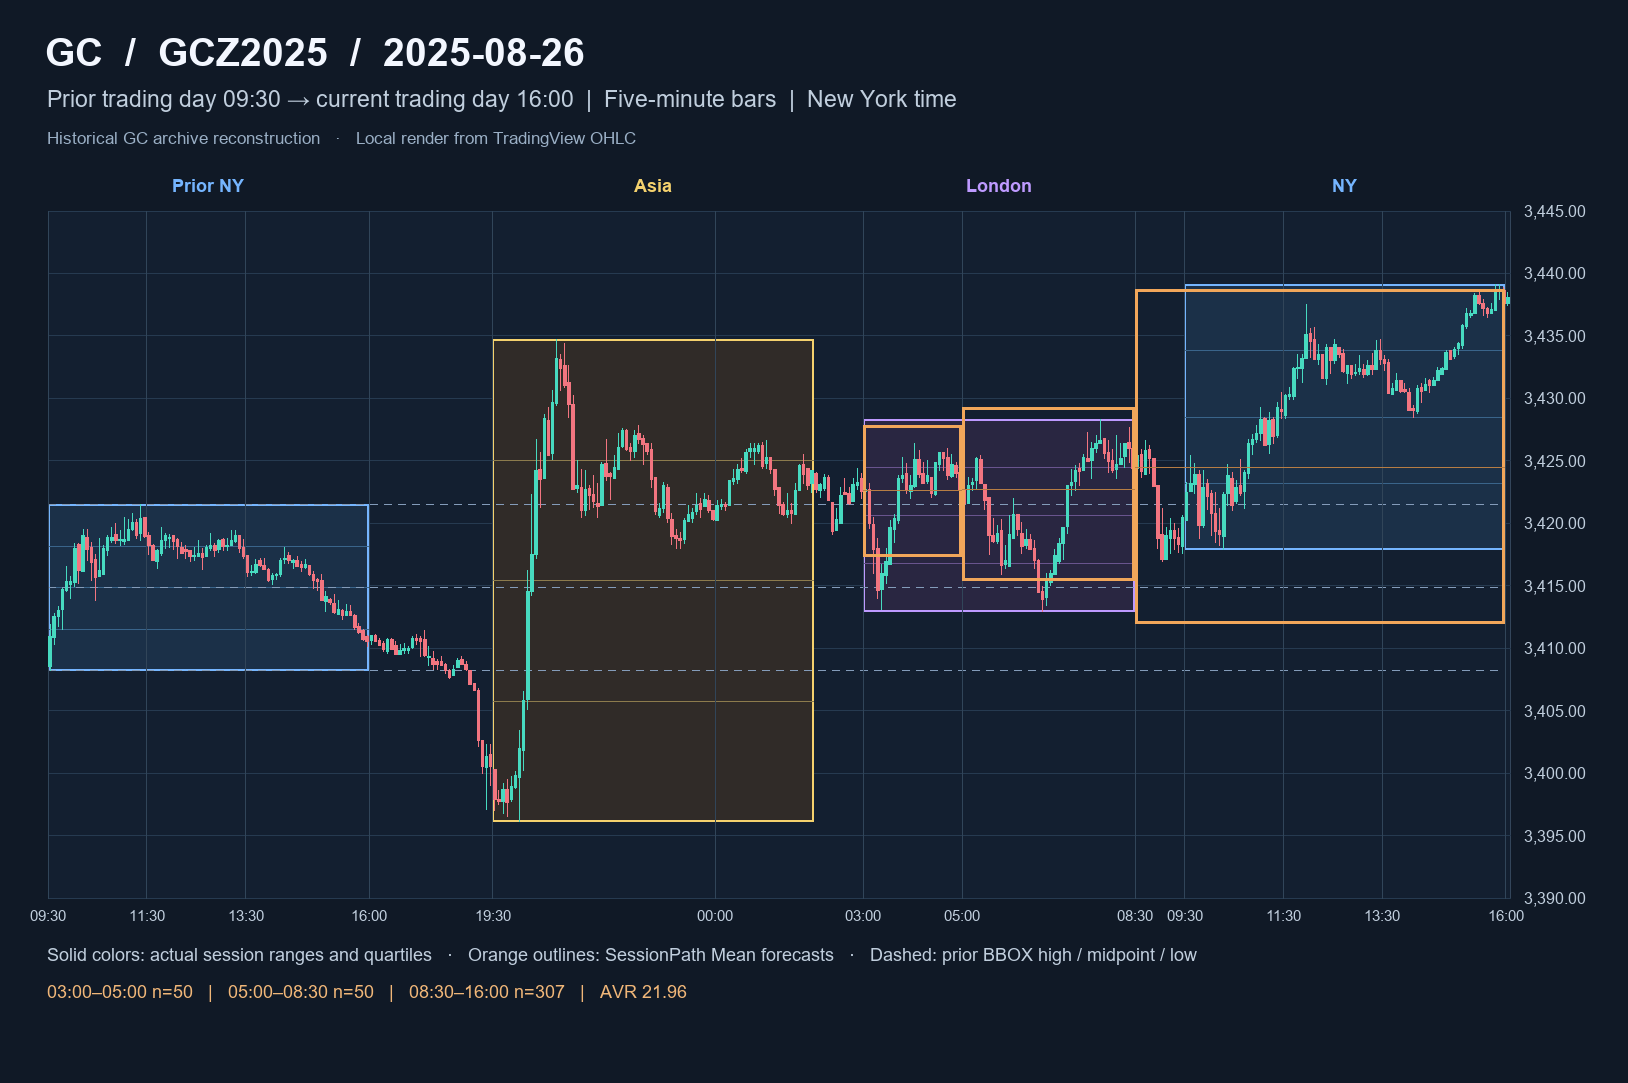 GC / GCZ2025 / 2025-08-26
Prior trading day 09:30 → current trading day 16:00 | Five-minute bars | New York time
Historical GC archive reconstruction · Local render from TradingView OHLC
Prior NY Asia London NY
3,445.00
3,440.00
3,435.00
3,430.00
3,425.00
3,420.00
3,415.00
3,410.00
3,405.00
3,400.00
3,395.00
3,390.00
09:30 11:30 13:30 16:00 19:30 00:00 03:00 05:00 08:30 09:30 11:30 13:30 16:00
Solid colors: actual session ranges and quartiles · Orange outlines: SessionPath Mean forecasts · Dashed: prior BBOX high / midpoint / low
03:00–05:00 n=50 | 05:00–08:30 n=50 | 08:30–16:00 n=307 | AVR 21.96